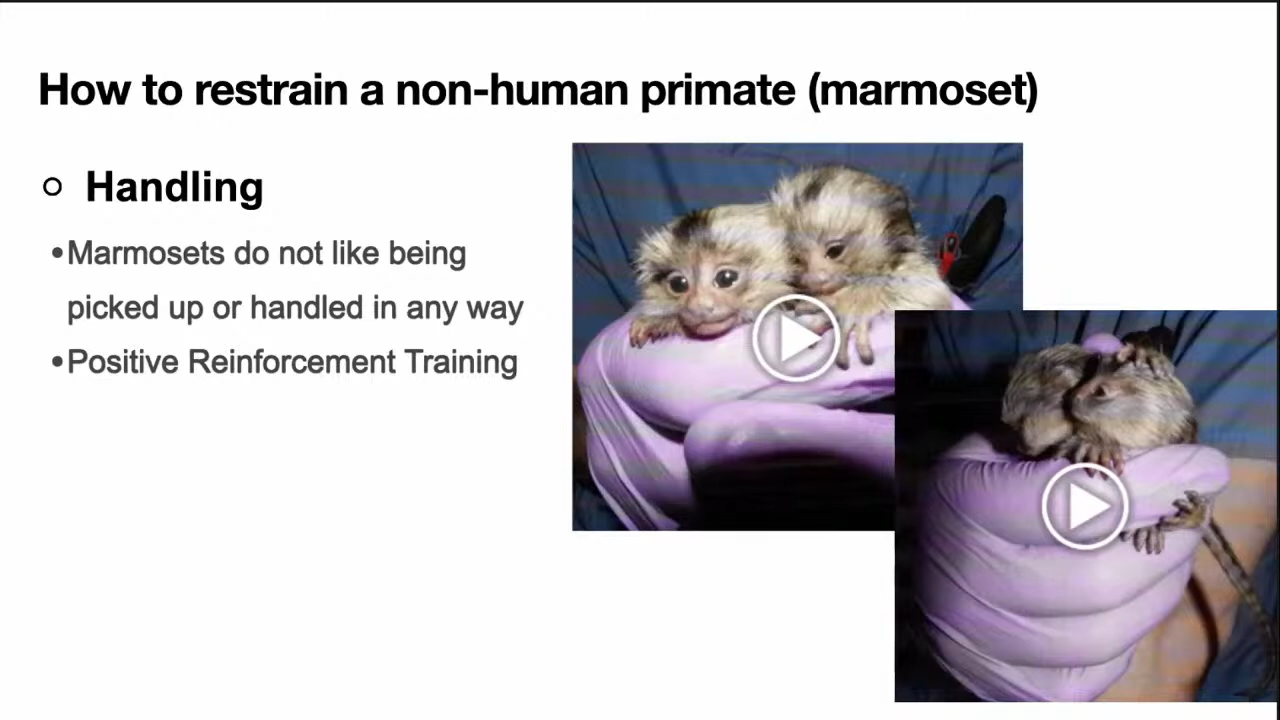 How to restrain a non-human primate (marmoset)
Handling
•Marmosets do not like being
picked up or handled in any way
•Positive Reinforcement Training